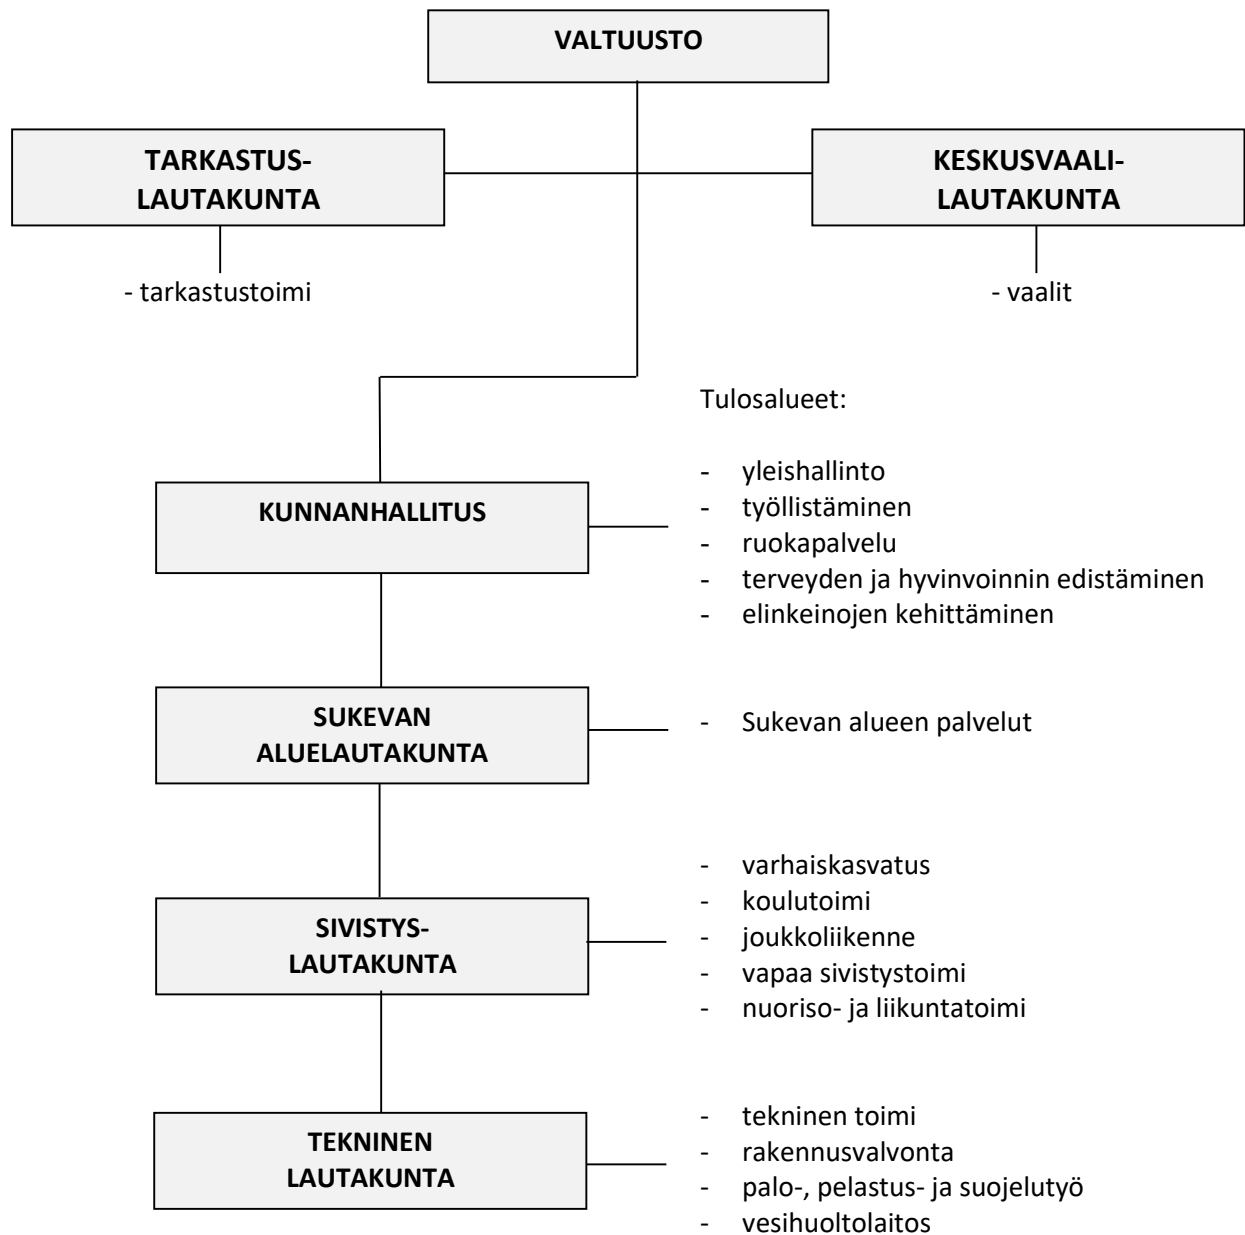 VALTUUSTO
TARKASTUS-
LAUTAKUNTA
KESKUSVAALI-
LAUTAKUNTA
- tarkastustoimi
- vaalit
Tulosalueet:
KUNNANHALLITUS
- yleishallinto
- työllistäminen
- ruokapalvelu
- terveyden ja hyvinvoinnin edistäminen
- elinkeinojen kehittäminen
SUKEVAN
ALUELAUTAKUNTA
- Sukevan alueen palvelut
SIVISTYS-
LAUTAKUNTA
- varhaiskasvatus
- koulutoimi
- joukkoliikenne
- vapaa sivistystoimi
- nuoriso- ja liikuntatoimi
TEKNINEN
LAUTAKUNTA
- tekninen toimi
- rakennusvalvonta
- palo-, pelastus- ja suojelutyö
- vesihuoltolaitos